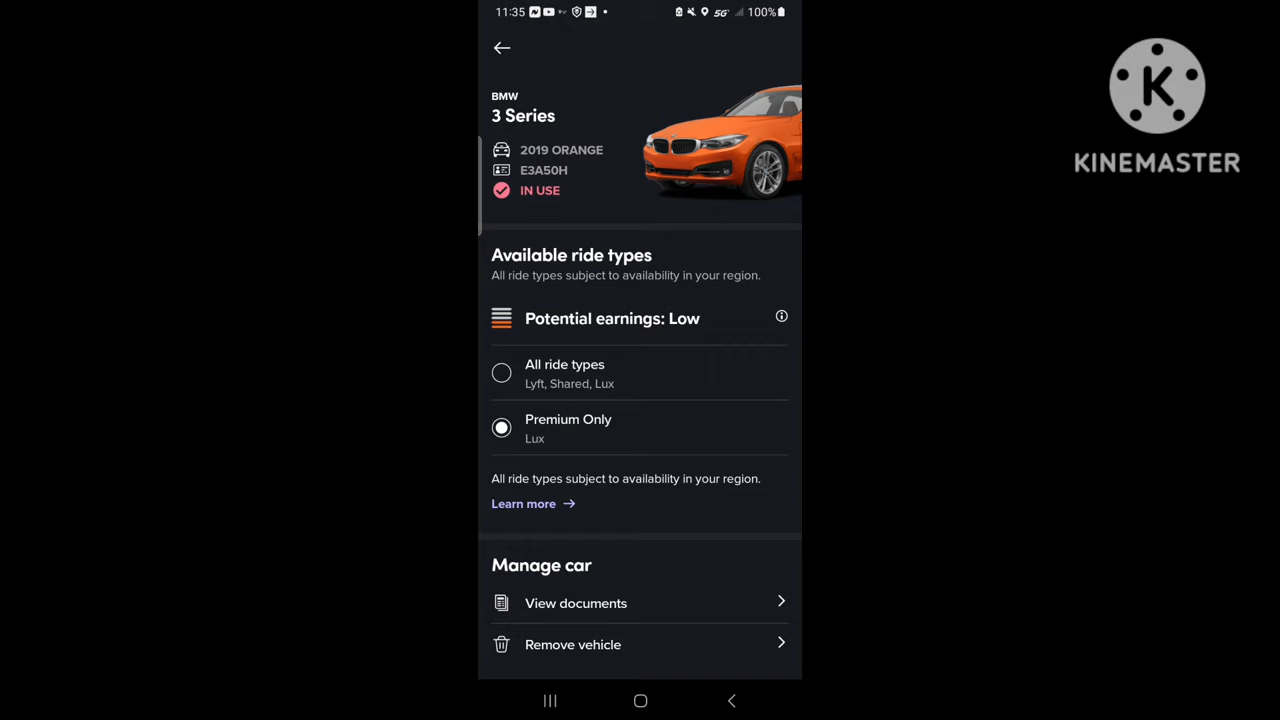 11:35
5G
100%
BMW
3 Series
2019 ORANGE
E3A50H
IN USE
Available ride types
All ride types subject to availability in your region.
Potential earnings: Low
All ride types
Lyft, Shared, Lux
Premium Only
Lux
All ride types subject to availability in your region.
Learn more
Manage car
View documents
Remove vehicle
K
KINEMASTER